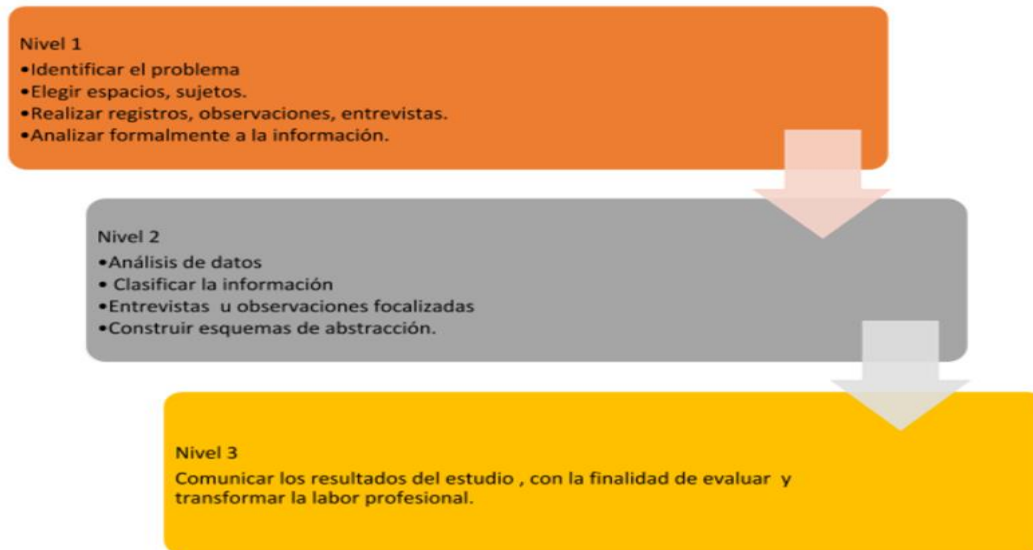 Nivel 1
•Identificar el problema
•Elegir espacios, sujetos.
•Realizar registros, observaciones, entrevistas.
•Analizar formalmente a la información.
Nivel 2
•Análisis de datos
• Clasificar la información
•Entrevistas u observaciones focalizadas
•Construir esquemas de abstracción.
Nivel 3
Comunicar los resultados del estudio , con la finalidad de evaluar y
transformar la labor profesional.